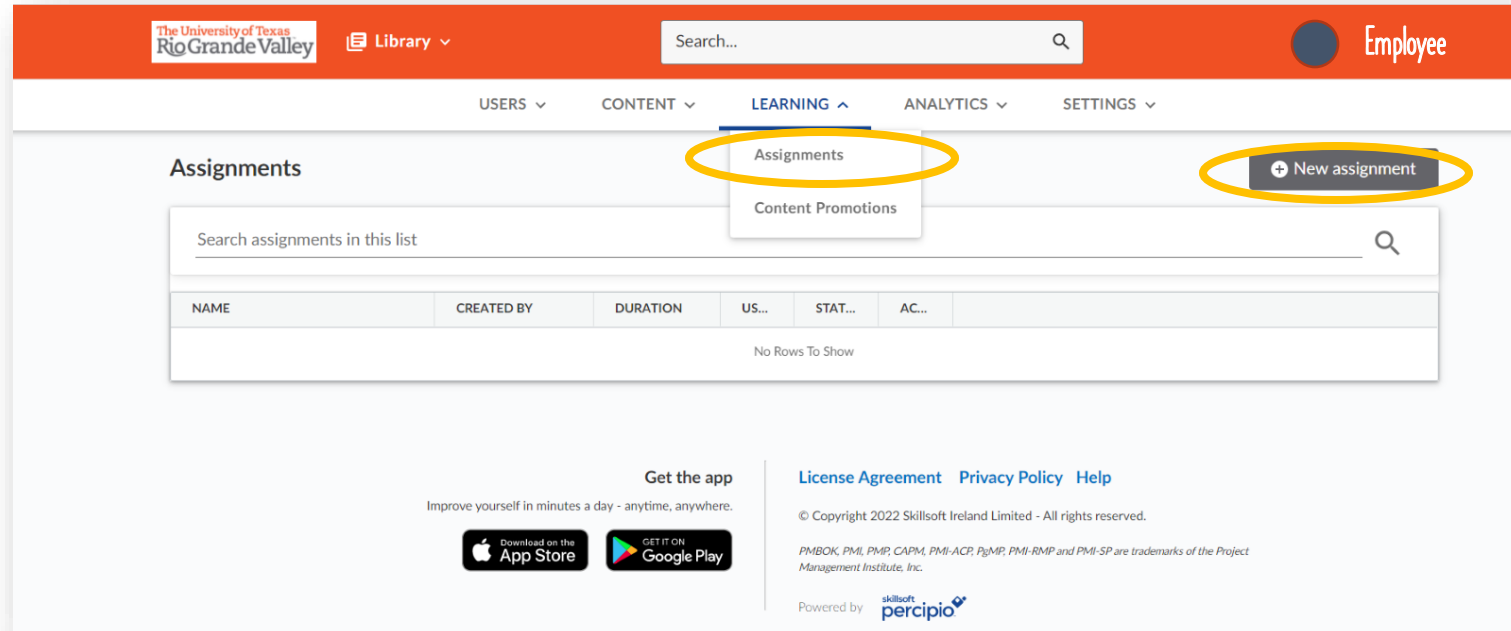 The University of Texas
Rio Grande Valley
Library
Search...
Employee
USERS
CONTENT
LEARNING
ANALYTICS
SETTINGS
Assignments
Content Promotions
Assignments
New assignment
Search assignments in this list
NAME
CREATED BY
DURATION
US...
STAT...
AC...
No Rows To Show
Get the app
Improve yourself in minutes a day - anytime, anywhere.
Download on the
App Store
GET IT ON
Google Play
License Agreement Privacy Policy Help
© Copyright 2022 Skillsoft Ireland Limited - All rights reserved.
PMBOK, PMI, PMP, CAPM, PMI-ACP, PgMP, PMI-RMP and PMI-SP are trademarks of the Project
Management Institute, Inc.
Powered by
skillsoft
percipio